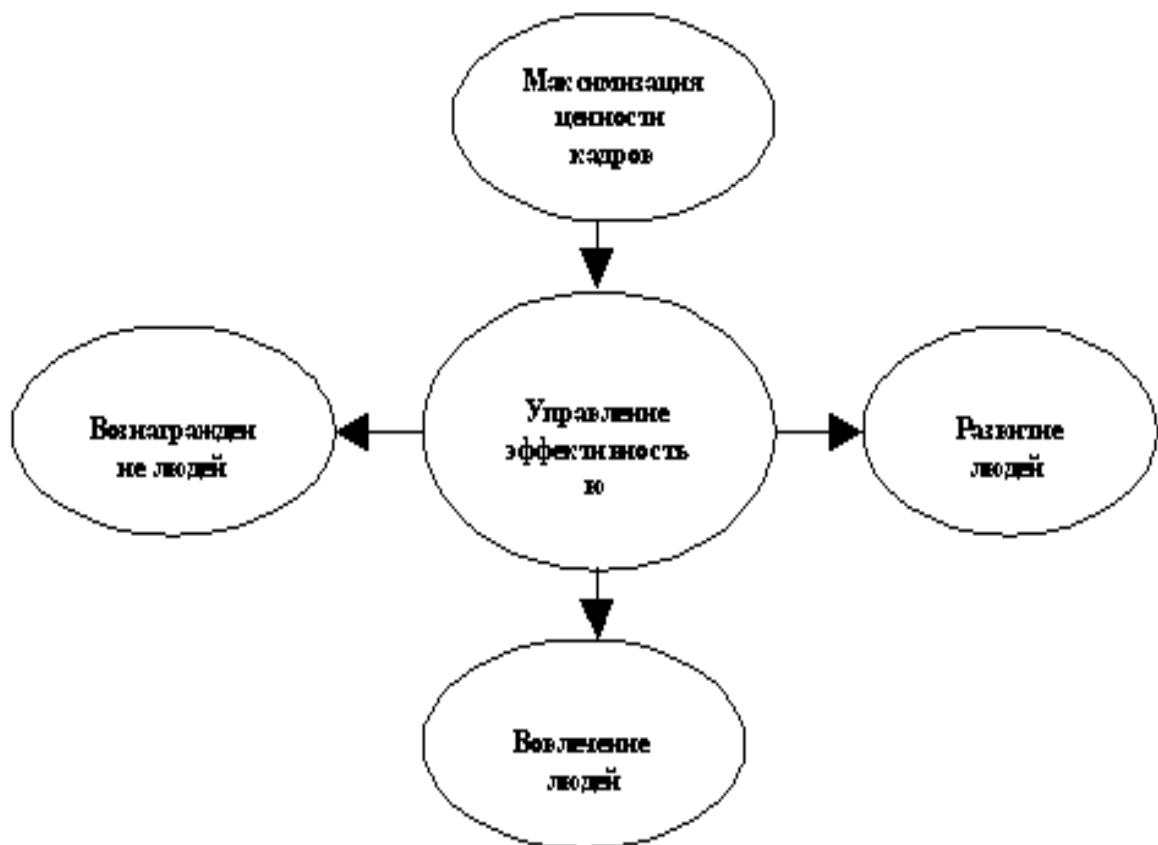 Максимизация
ценности
кадров
Управление
эффективность
ю
Вознагражден
ие людей
Развитие
людей
Вовлечение
людей